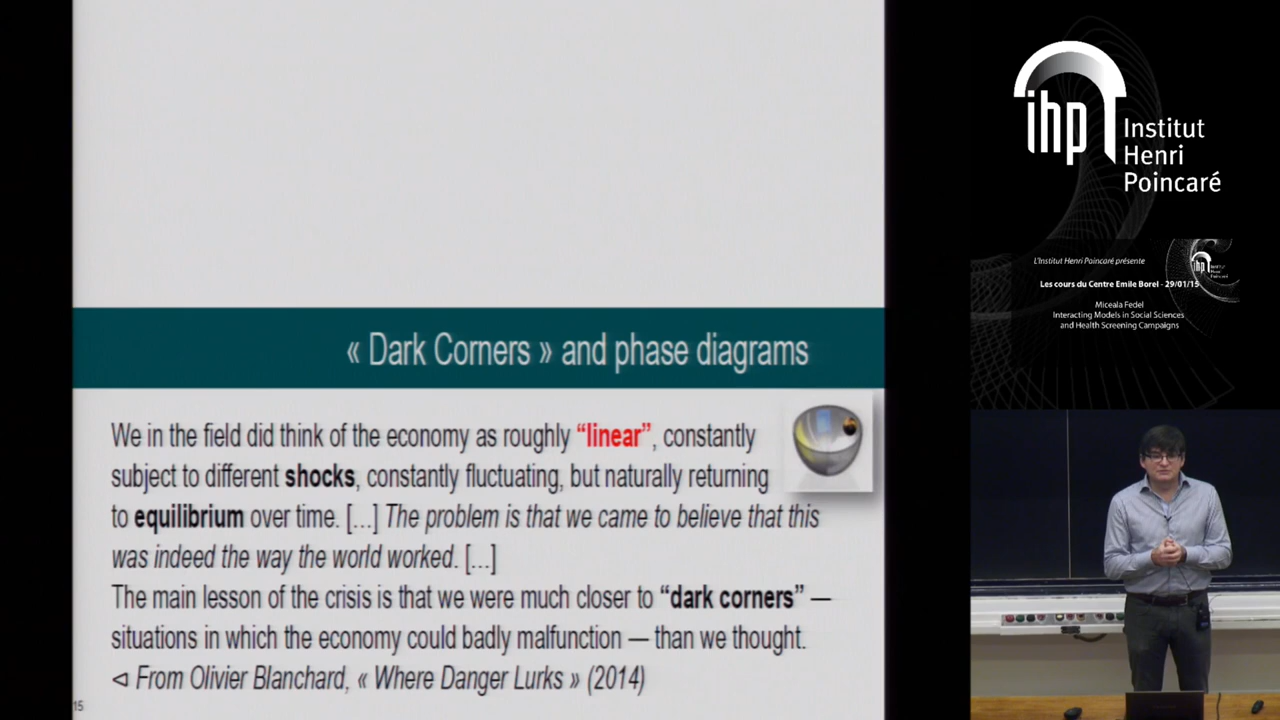 « Dark Corners » and phase diagrams
We in the field did think of the economy as roughly “linear”, constantly
subject to different shocks, constantly fluctuating, but naturally returning
to equilibrium over time. [...] The problem is that we came to believe that this
was indeed the way the world worked. [...]
The main lesson of the crisis is that we were much closer to “dark corners” —
situations in which the economy could badly malfunction — than we thought.
⊲ From Olivier Blanchard, « Where Danger Lurks » (2014)
15
ihp
Institut
Henri
Poincaré
L'Institut Henri Poincaré présente
ihp
Institut
Henri
Poincaré
Les cours du Centre Emile Borel - 29/01/15
Miceala Fedel
Interacting Models in Social Sciences
and Health Screening Campaigns